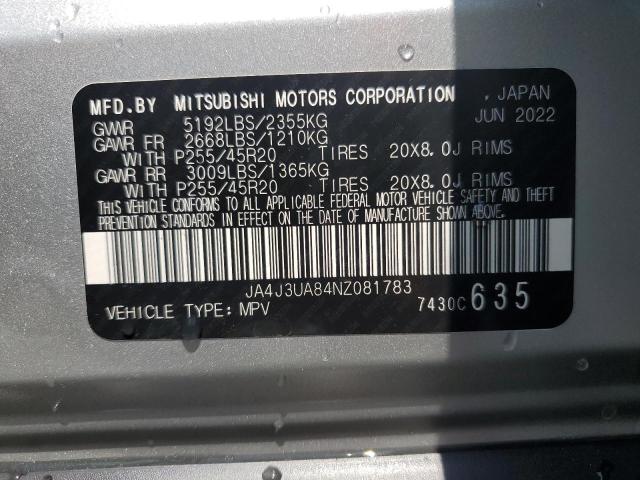 MFD.BY MITSUBISHI MOTORS CORPORATION , JAPAN
GVWR 5192LBS/2355KG JUN 2022
GAWR FR 2668LBS/1210KG
WITH P255/45R20 TIRES 20X8.0J RIMS
GAWR RR 3009LBS/1365KG
WITH P255/45R20 TIRES 20X8.0J RIMS
THIS VEHICLE CONFORMS TO ALL APPLICABLE FEDERAL MOTOR VEHICLE SAFETY AND THEFT
PREVENTION STANDARDS IN EFFECT ON THE DATE OF MANUFACTURE SHOWN ABOVE.
JA4J3UA84NZ081783
VEHICLE TYPE: MPV 7430C 635